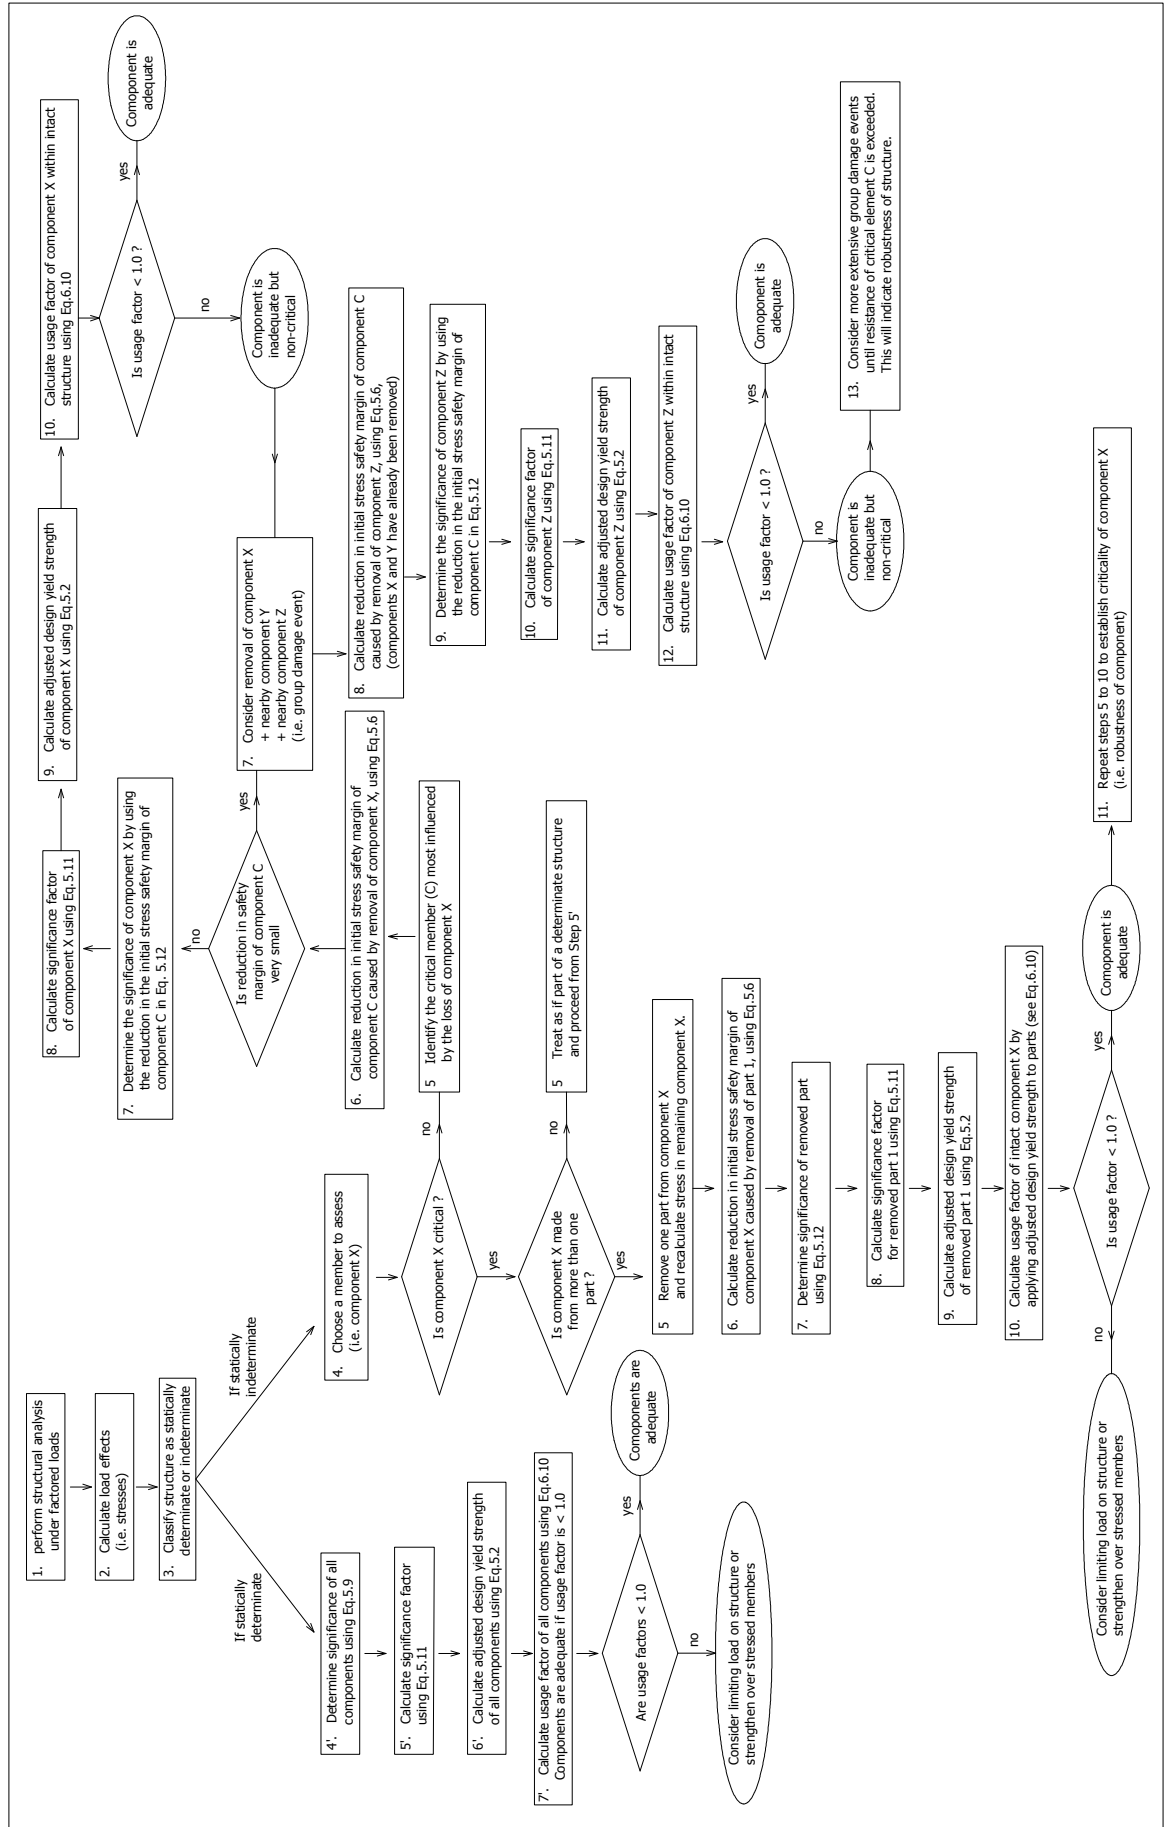 1. perform structural analysis
under factored loads
2. Calculate load effects
(i.e. stresses)
3. Classify structure as statically
determinate or indeterminate
If statically
determinate
If statically
indeterminate
4'. Determine significance of all
components using Eq.5.9
5'. Calculate significance factor
using Eq.5.11
6'. Calculate adjusted design yield strength
of all components using Eq.5.2
7'. Calculate usage factor of all components using Eq.6.10
Components are adequate if usage factor is < 1.0
Are usage factors < 1.0
yes
Comoponents are
adequate
no
Consider limiting load on structure or
strengthen over stressed members
4. Choose a member to assess
(i.e. component X)
Is component X critical ?
no
yes
Is component X made
from more than one
part ?
no
5 Treat as if part of a determinate structure
and proceed from Step 5'
yes
5 Remove one part from component X
and recalculate stress in remaining component X.
6. Calculate reduction in initial stress safety margin of
component X caused by removal of part 1, using Eq.5.6
7. Determine significance of removed part
using Eq.5.12
8. Calculate significance factor
for removed part 1 using Eq.5.11
9. Calculate adjusted design yield strength
of removed part 1 using Eq.5.2
10. Calculate usage factor of intact component X by
applying adjusted design yield strength to parts (see Eq.6.10)
Is usage factor < 1.0 ?
no
Consider limiting load on structure or
strengthen over stressed members
yes
Comoponent is
adequate
11. Repeat steps 5 to 10 to establish criticality of component X
(i.e. robustness of component)
5 Identify the critical member (C) most influenced
by the loss of component X
6. Calculate reduction in initial stress safety margin of
component C caused by removal of component X, using Eq.5.6
Is reduction in safety
margin of component C
very small
no
yes
7. Determine the significance of component X by using
the reduction in the initial stress safety margin of
component C in Eq. 5.12
8. Calculate significance factor
of component X using Eq.5.11
9. Calculate adjusted design yield strength
of component X using Eq.5.2
10. Calculate usage factor of component X within intact
structure using Eq.6.10
Is usage factor < 1.0 ?
yes
Comoponent is
adequate
no
Component is
inadequate but
non-critical
7. Consider removal of component X
+ nearby component Y
+ nearby component Z
(i.e. group damage event)
8. Calculate reduction in initial stress safety margin of component C
caused by removal of component Z, using Eq.5.6,
(components X and Y have already been removed)
9. Determine the significance of component Z by using
the reduction in the initial stress safety margin of
component C in Eq.5.12
10. Calculate significance factor
of component Z using Eq.5.11
11. Calculate adjusted design yield strength
of component Z using Eq.5.2
12. Calculate usage factor of component Z within intact
structure using Eq.6.10
Is usage factor < 1.0 ?
yes
Comoponent is
adequate
no
Component is
inadequate but
non-critical
13. Consider more extensive group damage events
until resistance of critical element C is exceeded.
This will indicate robustness of structure.